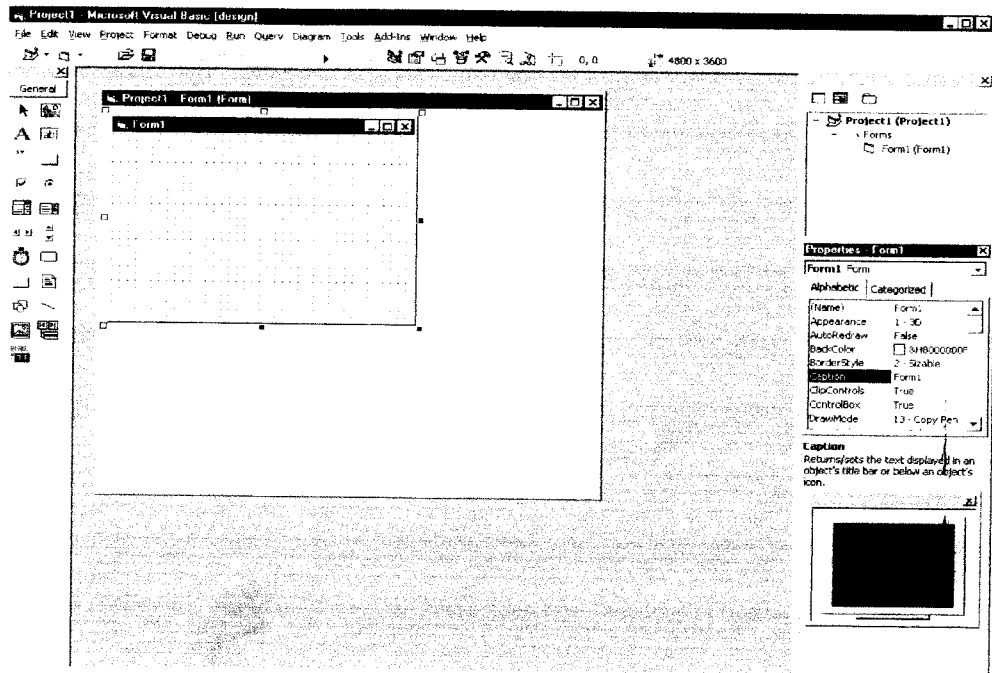 Project1 - Microsoft Visual Basic [design]
File Edit View Project Format Debug Run Query Diagram Tools Add-Ins Window Help
0, 0 4800 x 3600
General
Project1 - Form1 (Form)
Form1
A
Project1 (Project1)
Forms
Form1 (Form1)
Properties - Form1
Form1 Form
Alphabetic Categorized
(Name) Form1
Appearance 1 - 3D
AutoRedraw False
BackColor &H8000000F
BorderStyle 2 - Sizable
Caption Form1
ClipControls True
ControlBox True
DrawMode 13 - Copy Pen
Caption
Returns/sets the text displayed in an
object's title bar or below an object's
icon.